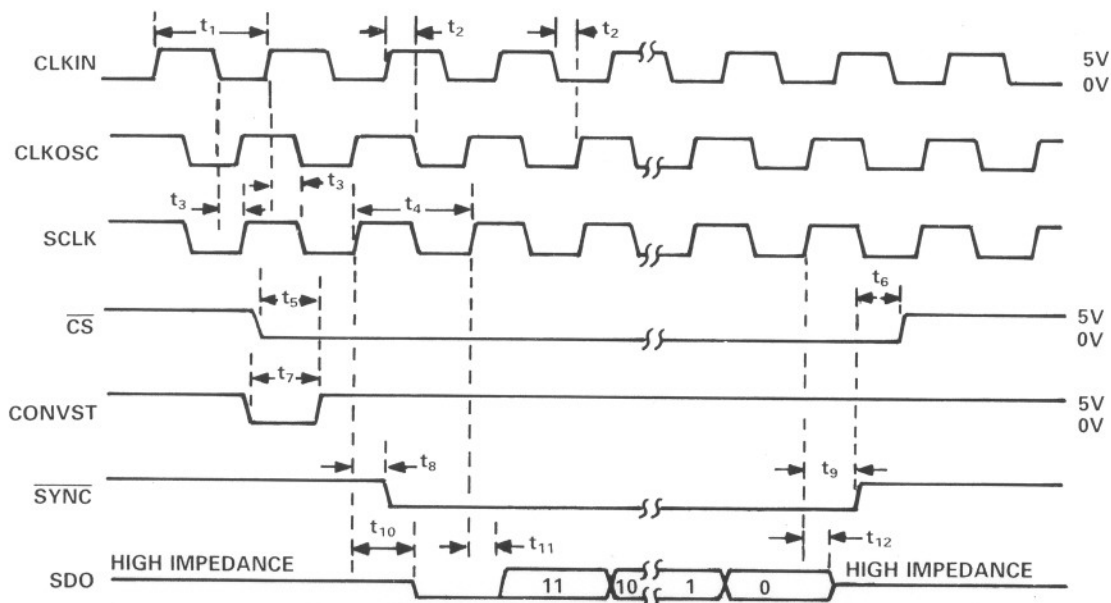 t1
t2
t2
CLKIN
5V
0V
CLKOSC
t3
t3
t4
SCLK
t6
CS
t5
5V
0V
t7
CONVST
5V
0V
t8
t9
SYNC
t10
t11
t12
HIGH IMPEDANCE
HIGH IMPEDANCE
SDO
11
10
1
0